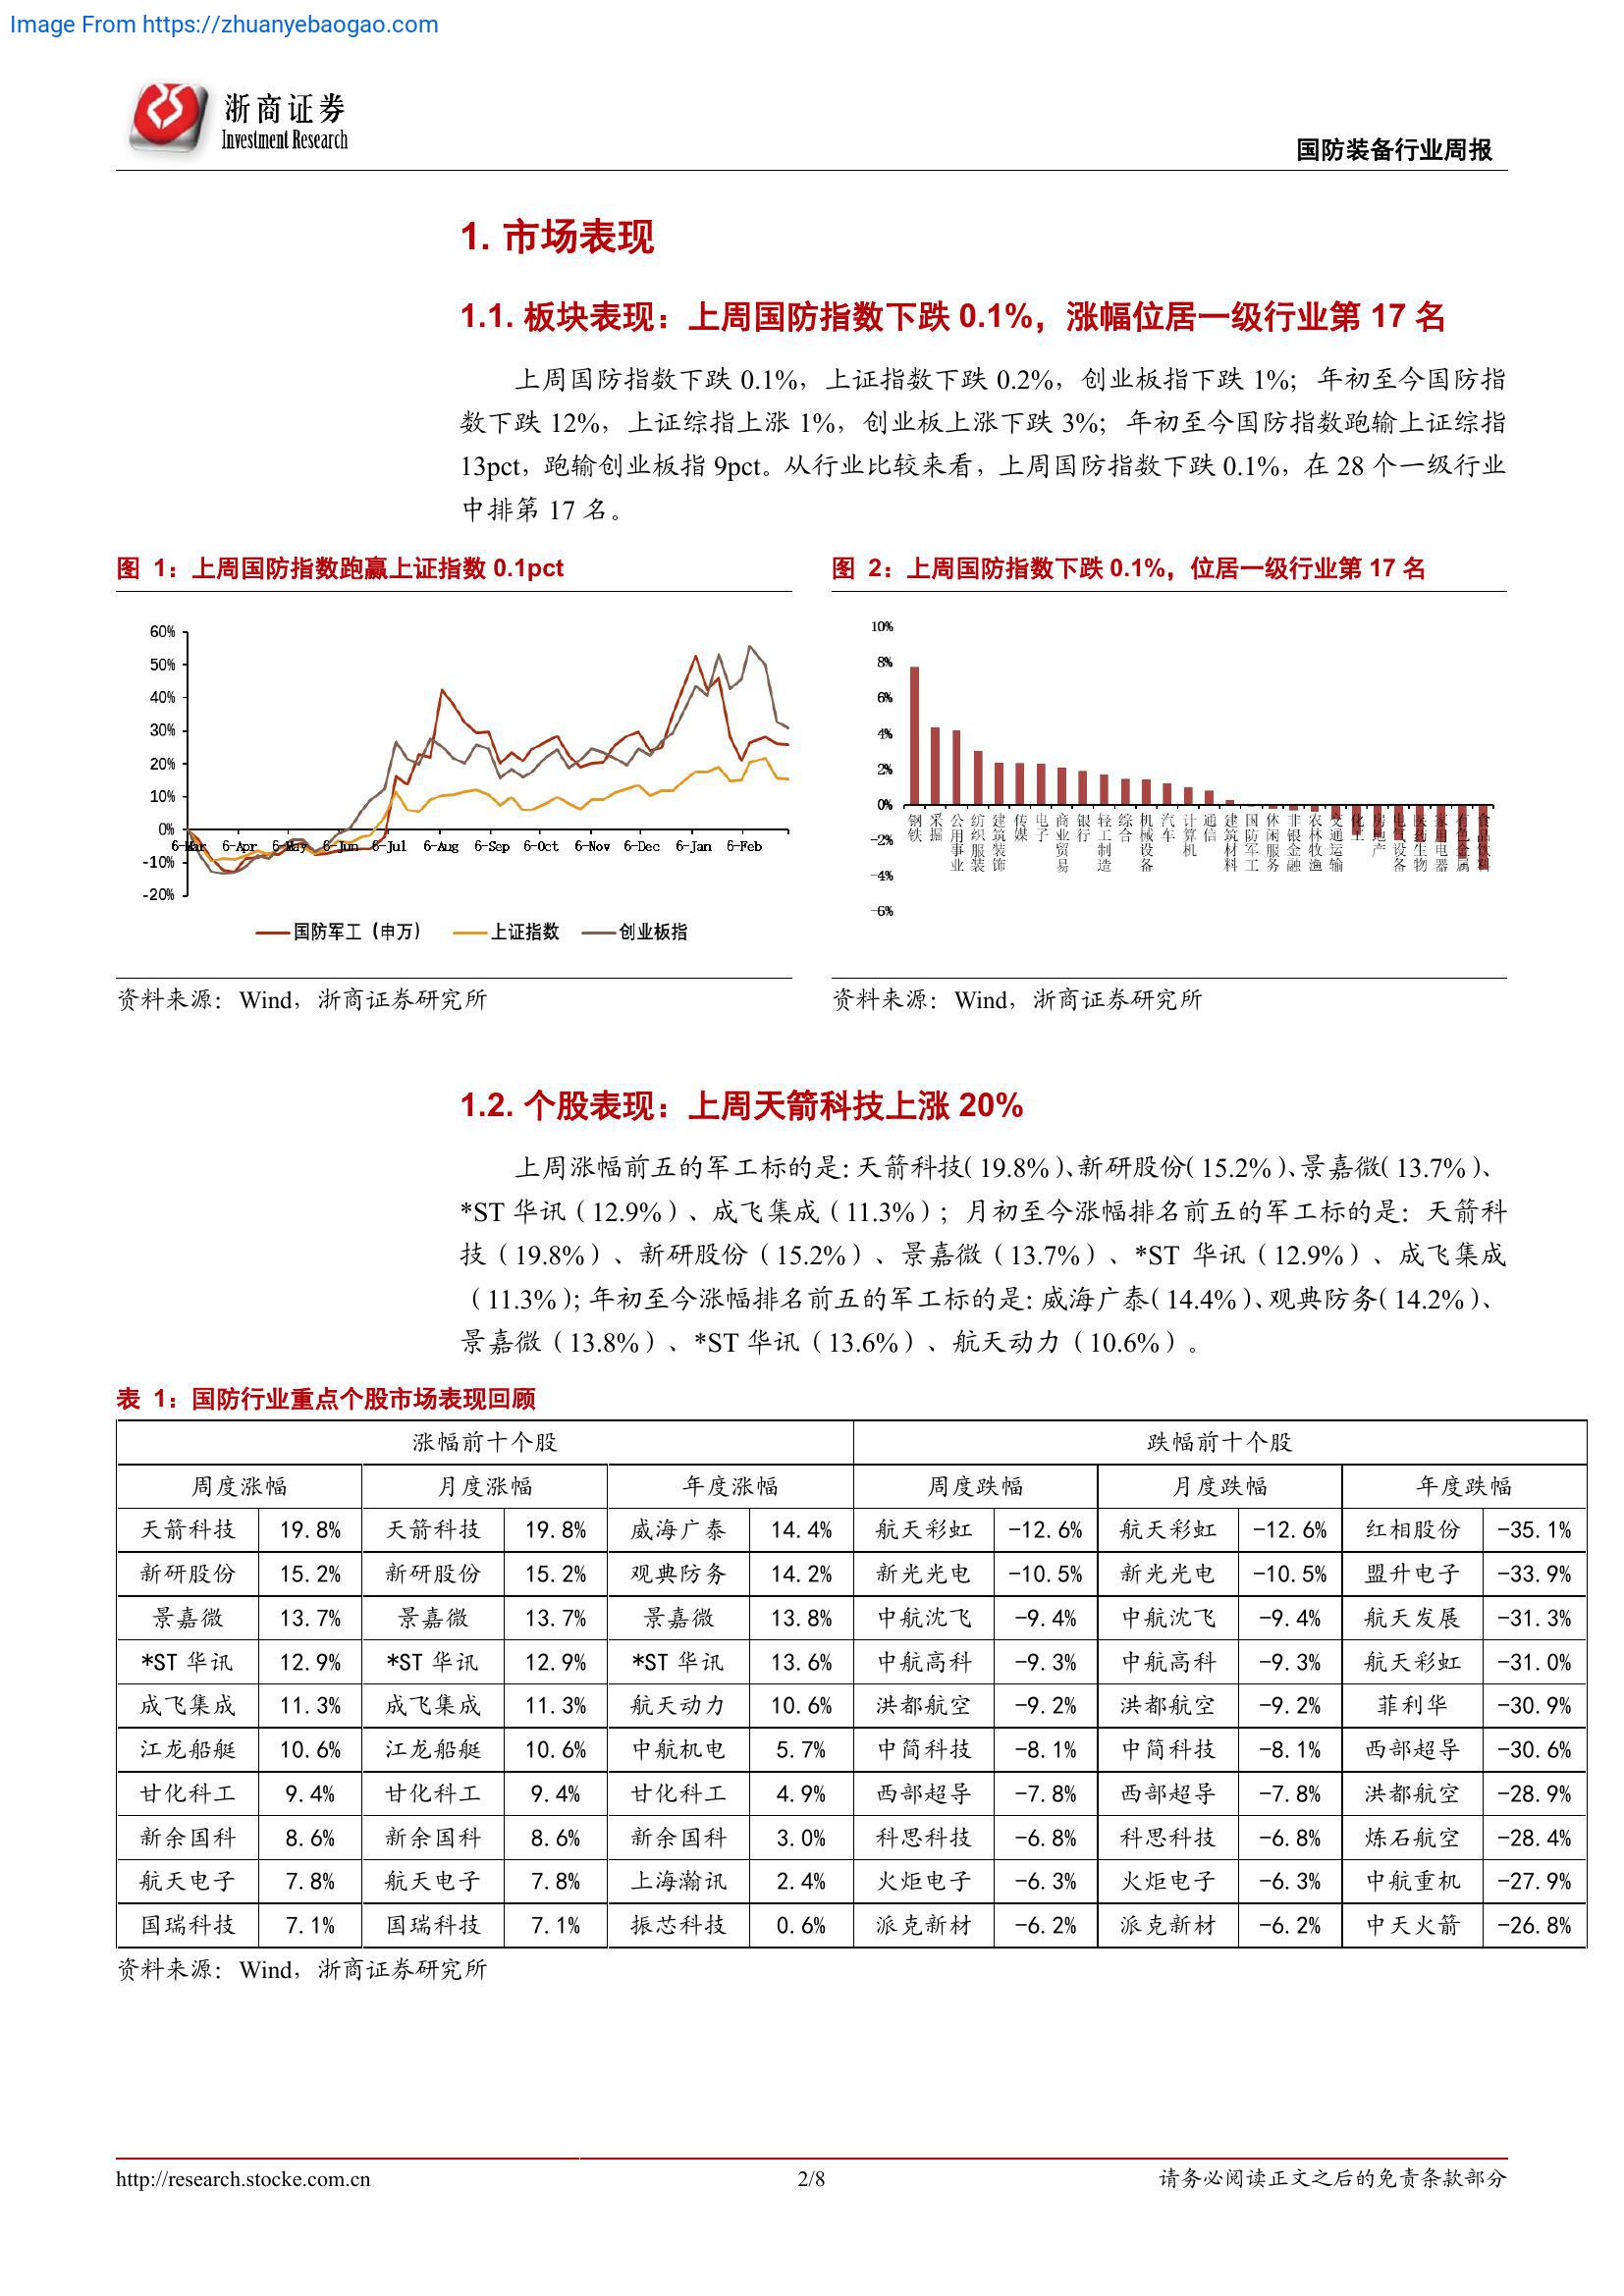 Image From https://zhuanyebaogao.com
浙商证券
Investment Research
国防装备行业周报
1. 市场表现
1.1. 板块表现：上周国防指数下跌 0.1%，涨幅位居一级行业第 17 名
上周国防指数下跌 0.1%，上证指数下跌 0.2%，创业板指下跌 1%；年初至今国防指
数下跌 12%，上证综指上涨 1%，创业板上涨下跌 3%；年初至今国防指数跑输上证综指
13pct，跑输创业板指 9pct。从行业比较来看，上周国防指数下跌 0.1%，在 28 个一级行业
中排第 17 名。
图 1：上周国防指数跑赢上证指数 0.1pct
60%
50%
40%
30%
20%
10%
0%
-10%
-20%
6-Mar 6-Apr 6-May 6-Jun 6-Jul 6-Aug 6-Sep 6-Oct 6-Nov 6-Dec 6-Jan 6-Feb
国防军工（申万） 上证指数 创业板指
资料来源：Wind，浙商证券研究所
图 2：上周国防指数下跌 0.1%，位居一级行业第 17 名
10%
8%
6%
4%
2%
0%
-2%
-4%
-6%
钢铁 采掘 公用事业 纺织服装 建筑装饰 传媒 电子 商业贸易 银行 轻工制造 综合 机械设备 汽车 计算机 通信 建筑材料 国防军工 休闲服务 非银金融 农林牧渔 交通运输 化工 房地产 电气设备 医药生物 家用电器 有色金属 食品饮料
资料来源：Wind，浙商证券研究所
1.2. 个股表现：上周天箭科技上涨 20%
上周涨幅前五的军工标的是：天箭科技（19.8%）、新研股份（15.2%）、景嘉微（13.7%）、
*ST 华讯（12.9%）、成飞集成（11.3%）；月初至今涨幅排名前五的军工标的是：天箭科
技（19.8%）、新研股份（15.2%）、景嘉微（13.7%）、*ST 华讯（12.9%）、成飞集成
（11.3%）；年初至今涨幅排名前五的军工标的是：威海广泰（14.4%）、观典防务（14.2%）、
景嘉微（13.8%）、*ST 华讯（13.6%）、航天动力（10.6%）。
表 1：国防行业重点个股市场表现回顾
涨幅前十个股 跌幅前十个股
周度涨幅 月度涨幅 年度涨幅 周度跌幅 月度跌幅 年度跌幅
天箭科技 19.8% 天箭科技 19.8% 威海广泰 14.4% 航天彩虹 -12.6% 航天彩虹 -12.6% 红相股份 -35.1%
新研股份 15.2% 新研股份 15.2% 观典防务 14.2% 新光光电 -10.5% 新光光电 -10.5% 盟升电子 -33.9%
景嘉微 13.7% 景嘉微 13.7% 景嘉微 13.8% 中航沈飞 -9.4% 中航沈飞 -9.4% 航天发展 -31.3%
*ST 华讯 12.9% *ST 华讯 12.9% *ST 华讯 13.6% 中航高科 -9.3% 中航高科 -9.3% 航天彩虹 -31.0%
成飞集成 11.3% 成飞集成 11.3% 航天动力 10.6% 洪都航空 -9.2% 洪都航空 -9.2% 菲利华 -30.9%
江龙船艇 10.6% 江龙船艇 10.6% 中航机电 5.7% 中简科技 -8.1% 中简科技 -8.1% 西部超导 -30.6%
甘化科工 9.4% 甘化科工 9.4% 甘化科工 4.9% 西部超导 -7.8% 西部超导 -7.8% 洪都航空 -28.9%
新余国科 8.6% 新余国科 8.6% 新余国科 3.0% 科思科技 -6.8% 科思科技 -6.8% 炼石航空 -28.4%
航天电子 7.8% 航天电子 7.8% 上海瀚讯 2.4% 火炬电子 -6.3% 火炬电子 -6.3% 中航重机 -27.9%
国瑞科技 7.1% 国瑞科技 7.1% 振芯科技 0.6% 派克新材 -6.2% 派克新材 -6.2% 中天火箭 -26.8%
资料来源：Wind，浙商证券研究所
http://research.stocke.com.cn 2/8 请务必阅读正文之后的免责条款部分